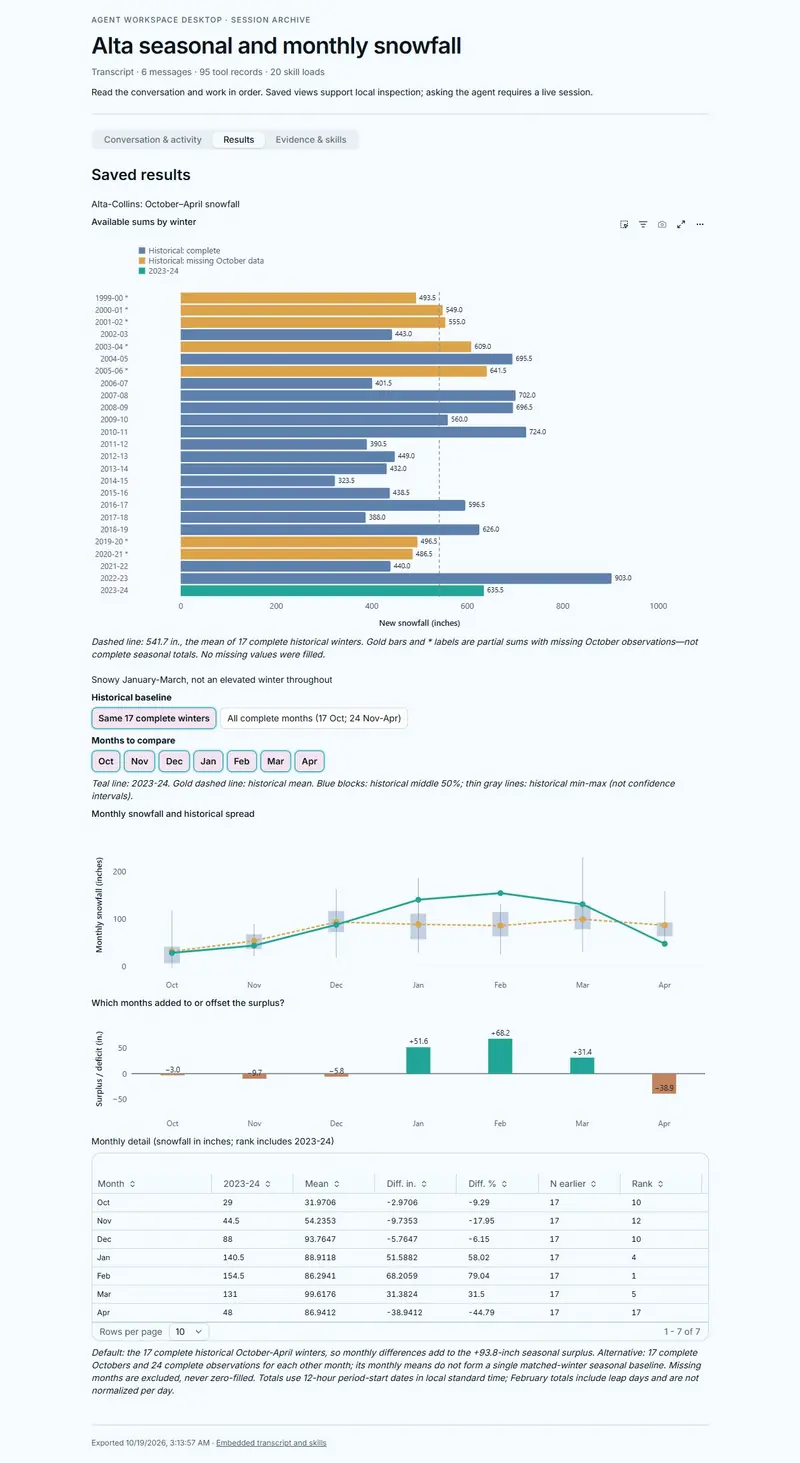 AGENT WORKSPACE DESKTOP · SESSION ARCHIVE
Alta seasonal and monthly snowfall
Transcript · 6 messages · 95 tool records · 20 skill loads
Read the conversation and work in order. Saved views support local inspection; asking the agent requires a live session.
Conversation & activity Results Evidence & skills
Saved results
Alta-Collins: October–April snowfall
Available sums by winter
Historical: complete
Historical: missing October data
2023-24
1999-00 * 493.5
2000-01 * 549.0
2001-02 * 555.0
2002-03 443.0
2003-04 * 609.0
2004-05 695.5
2005-06 * 641.5
2006-07 401.5
2007-08 702.0
2008-09 696.5
2009-10 560.0
2010-11 724.0
2011-12 390.5
2012-13 449.0
2013-14 432.0
2014-15 323.5
2015-16 438.5
2016-17 596.5
2017-18 388.0
2018-19 626.0
2019-20 * 496.5
2020-21 * 486.5
2021-22 440.0
2022-23 903.0
2023-24 635.5
0 200 400 600 800 1000
New snowfall (inches)
Dashed line: 541.7 in., the mean of 17 complete historical winters. Gold bars and * labels are partial sums with missing October observations—not
complete seasonal totals. No missing values were filled.
Snowy January-March, not an elevated winter throughout
Historical baseline
Same 17 complete winters All complete months (17 Oct; 24 Nov-Apr)
Months to compare
Oct Nov Dec Jan Feb Mar Apr
Teal line: 2023-24. Gold dashed line: historical mean. Blue blocks: historical middle 50%; thin gray lines: historical min-max (not confidence
intervals).
Monthly snowfall and historical spread
Monthly snowfall (inches)
200
100
0
Oct Nov Dec Jan Feb Mar Apr
Which months added to or offset the surplus?
Surplus / deficit (in.)
50
0
−50
−3.0 −9.7 −5.8 +51.6 +68.2 +31.4 −38.9
Oct Nov Dec Jan Feb Mar Apr
Monthly detail (snowfall in inches; rank includes 2023-24)
Month 2023-24 Mean Diff. in. Diff. % N earlier Rank
Oct 29 31.9706 -2.9706 -9.29 17 10
Nov 44.5 54.2353 -9.7353 -17.95 17 12
Dec 88 93.7647 -5.7647 -6.15 17 10
Jan 140.5 88.9118 51.5882 58.02 17 4
Feb 154.5 86.2941 68.2059 79.04 17 1
Mar 131 99.6176 31.3824 31.5 17 5
Apr 48 86.9412 -38.9412 -44.79 17 17
Rows per page 10 1 - 7 of 7
Default: the 17 complete historical October-April winters, so monthly differences add to the +93.8-inch seasonal surplus. Alternative: 17 complete
Octobers and 24 complete observations for each other month; its monthly means do not form a single matched-winter seasonal baseline. Missing
months are excluded, never zero-filled. Totals use 12-hour period-start dates in local standard time; February totals include leap days and are not
normalized per day.
Exported 10/19/2026, 3:13:57 AM · Embedded transcript and skills